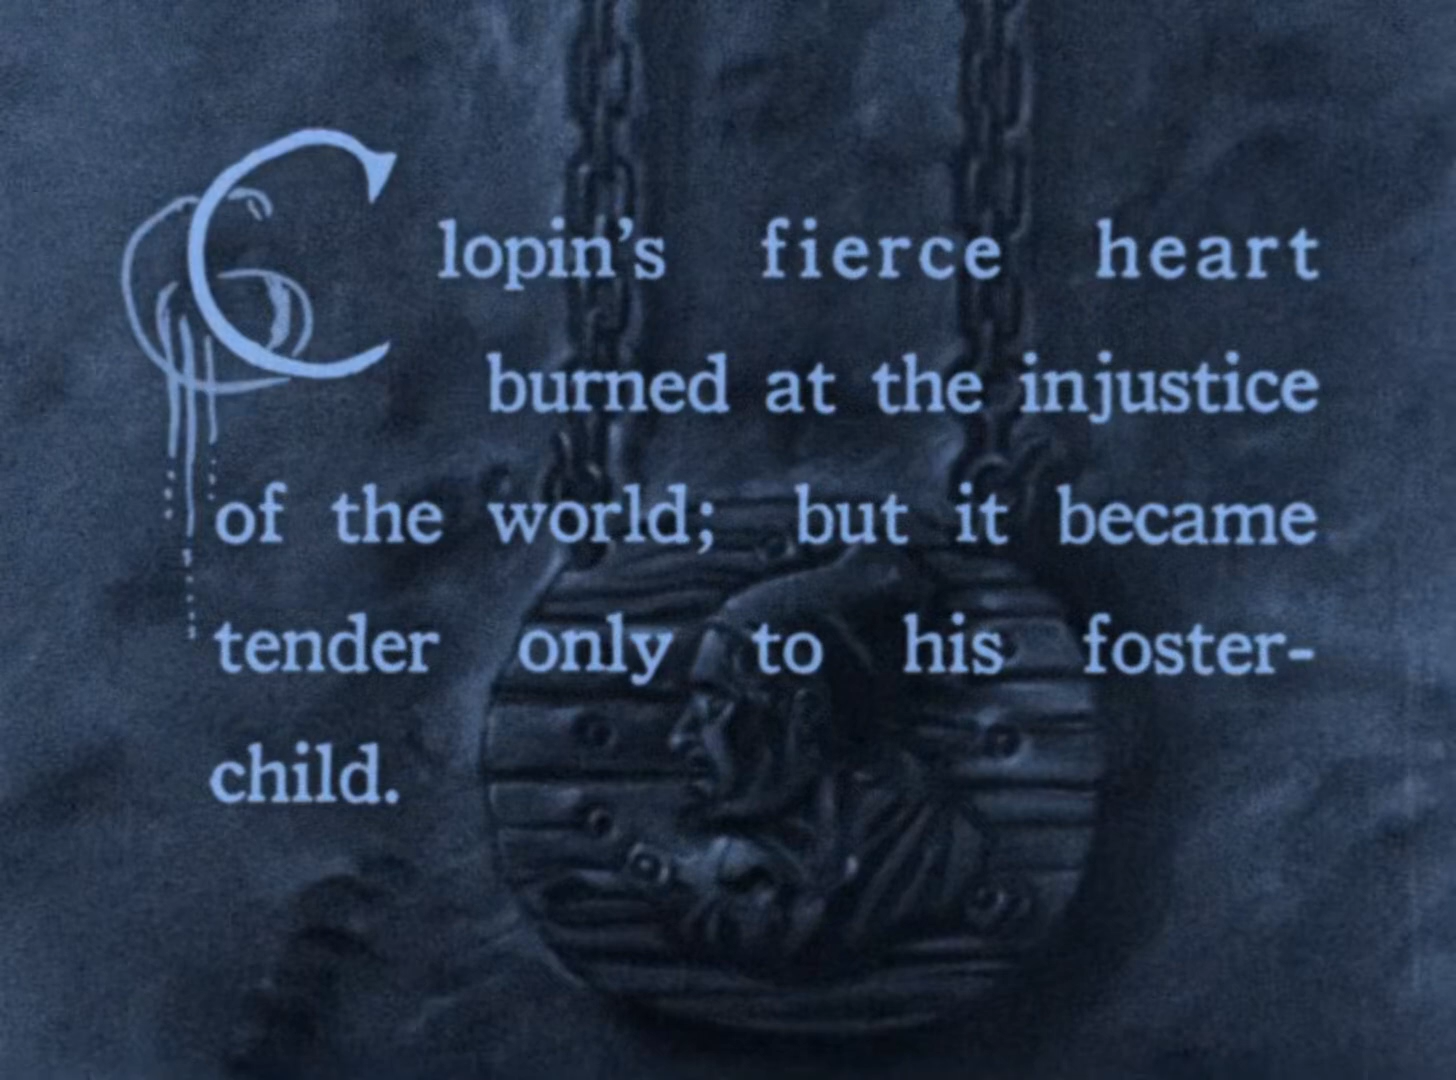 Clopin's fierce heart
burned at the injustice
of the world; but it became
tender only to his foster-
child.